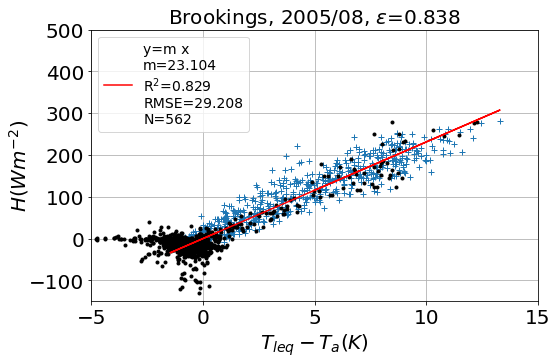 Brookings, 2005/08, ε=0.838
y=m x
m=23.104
R²=0.829
RMSE=29.208
N=562
500
400
300
200
100
0
−100
H(Wm⁻²)
−5
0
5
10
15
T_leq − T_a(K)